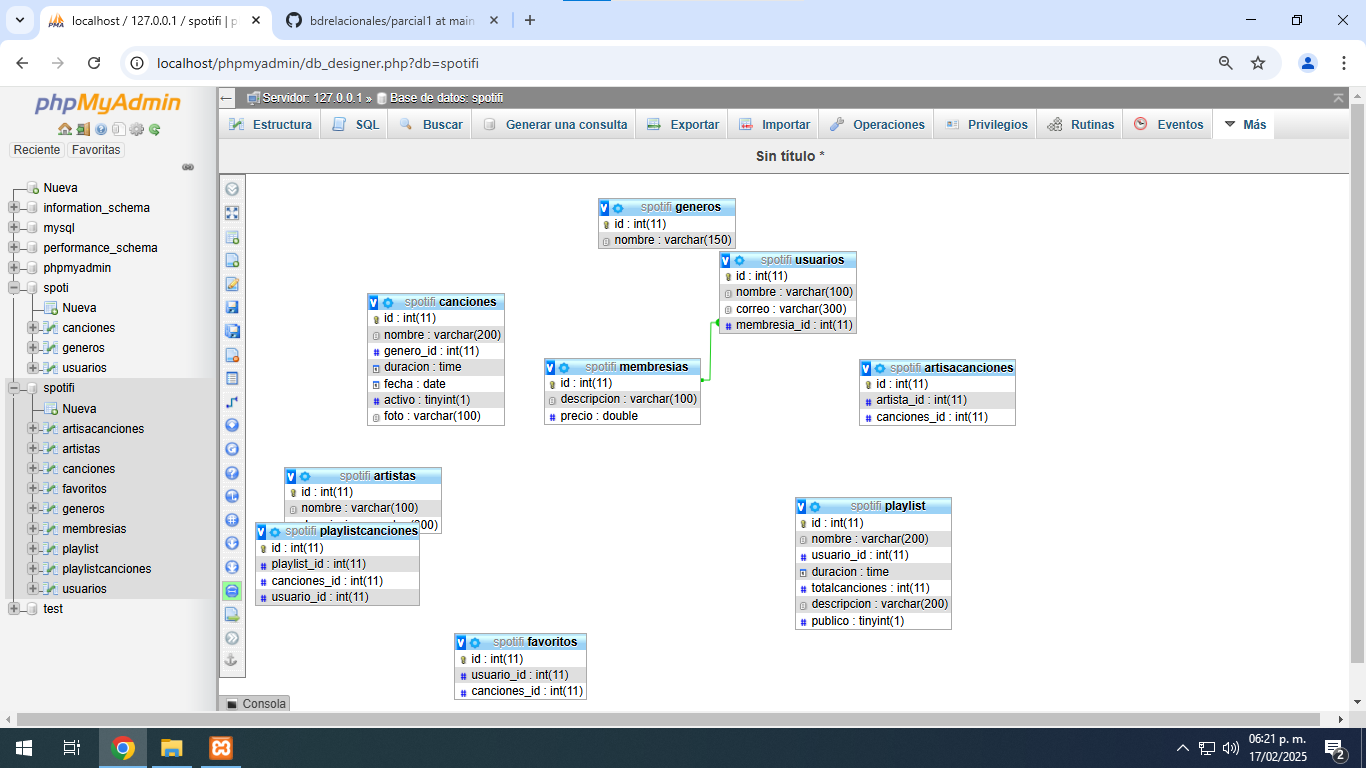 localhost / 127.0.0.1 / spotifi | p
bdrelacionales/parcial1 at main
localhost/phpmyadmin/db_designer.php?db=spotifi
phpMyAdmin
Reciente
Favoritas
Nueva
information_schema
mysql
performance_schema
phpmyadmin
spoti
Nueva
canciones
generos
usuarios
spotifi
Nueva
artisacanciones
artistas
canciones
favoritos
generos
membresias
playlist
playlistcanciones
usuarios
test
Servidor: 127.0.0.1 » Base de datos: spotifi
Estructura
SQL
Buscar
Generar una consulta
Exportar
Importar
Operaciones
Privilegios
Rutinas
Eventos
Más
Sin título *
spotifi generos
id : int(11)
nombre : varchar(150)
spotifi usuarios
id : int(11)
nombre : varchar(100)
correo : varchar(300)
membresia_id : int(11)
spotifi canciones
id : int(11)
nombre : varchar(200)
genero_id : int(11)
duracion : time
fecha : date
activo : tinyint(1)
foto : varchar(100)
spotifi membresias
id : int(11)
descripcion : varchar(100)
precio : double
spotifi artisacanciones
id : int(11)
artista_id : int(11)
canciones_id : int(11)
spotifi artistas
id : int(11)
nombre : varchar(100)
spotifi playlistcanciones
id : int(11)
playlist_id : int(11)
canciones_id : int(11)
usuario_id : int(11)
spotifi playlist
id : int(11)
nombre : varchar(200)
usuario_id : int(11)
duracion : time
totalcanciones : int(11)
descripcion : varchar(200)
publico : tinyint(1)
spotifi favoritos
id : int(11)
usuario_id : int(11)
canciones_id : int(11)
Consola
06:21 p. m.
17/02/2025
2